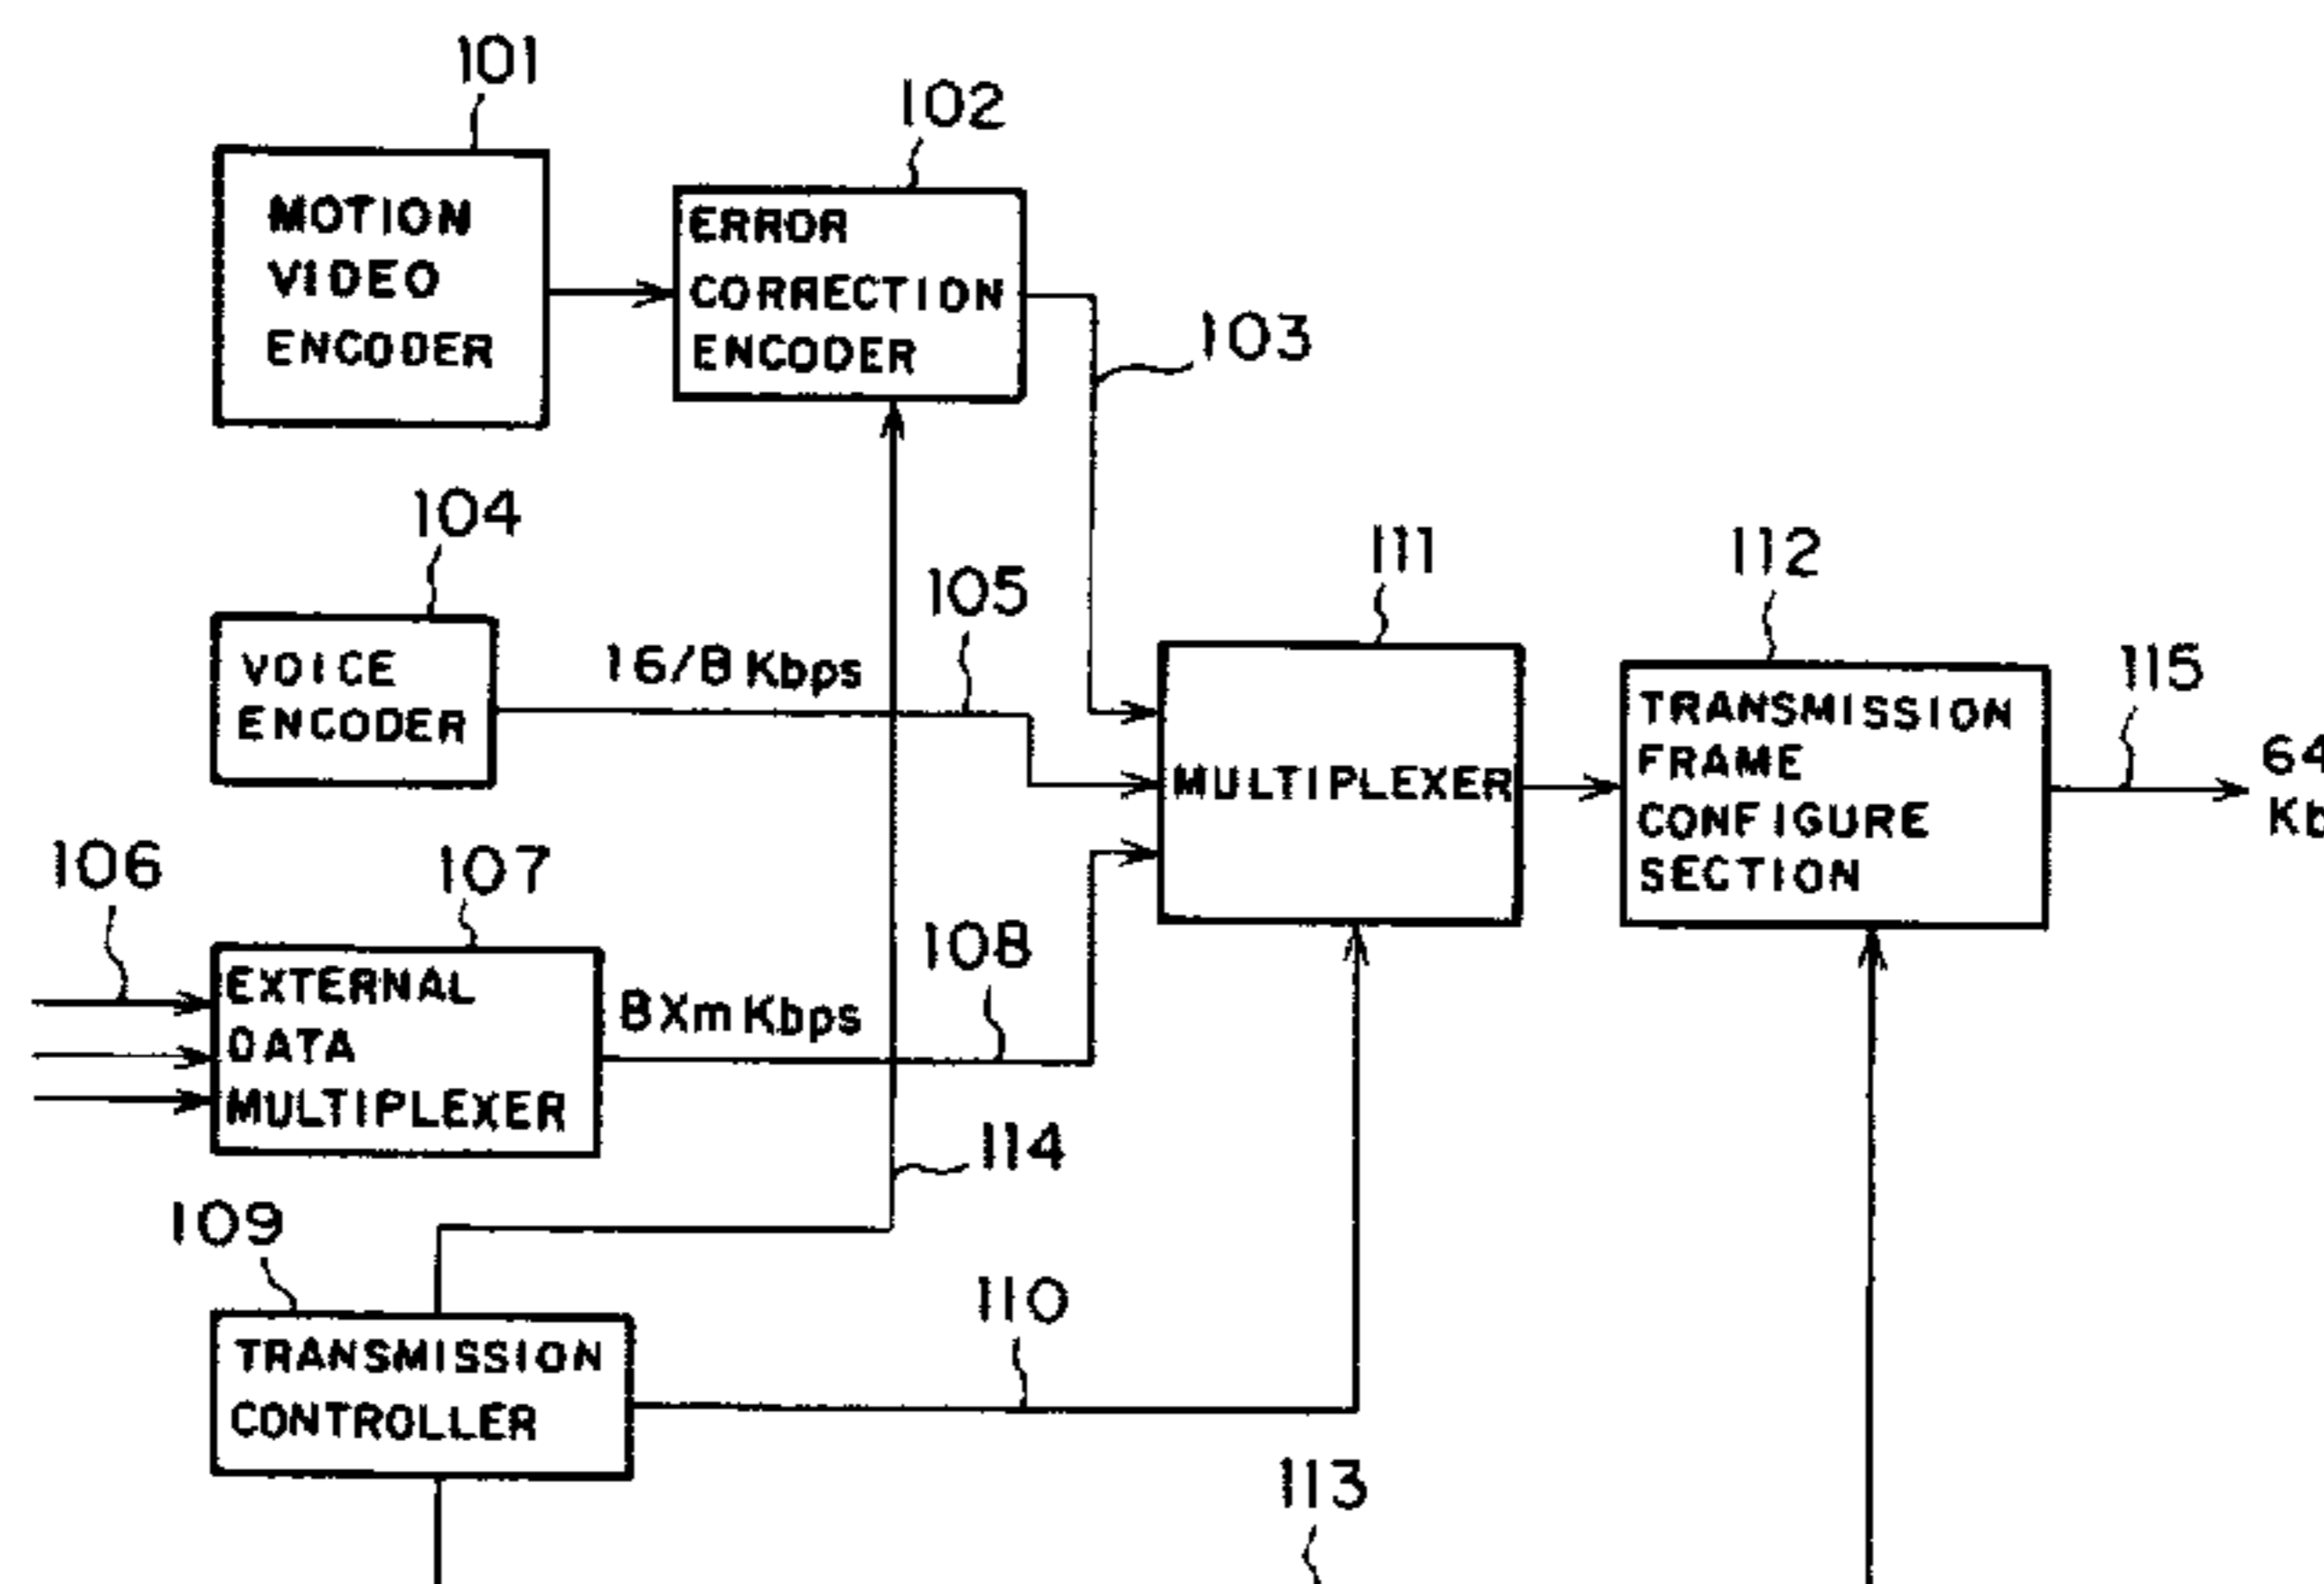 101
102
MOTION
VIDEO
ENCODER
ERROR
CORRECTION
ENCODER
103
104
105
111
112
VOICE
ENCODER
16/8 Kbps
115
MULTIPLEXER
TRANSMISSION
FRAME
CONFIGURE
SECTION
64
Kb
106
107
108
EXTERNAL
DATA
MULTIPLEXER
8Xm Kbps
114
109
110
TRANSMISSION
CONTROLLER
113